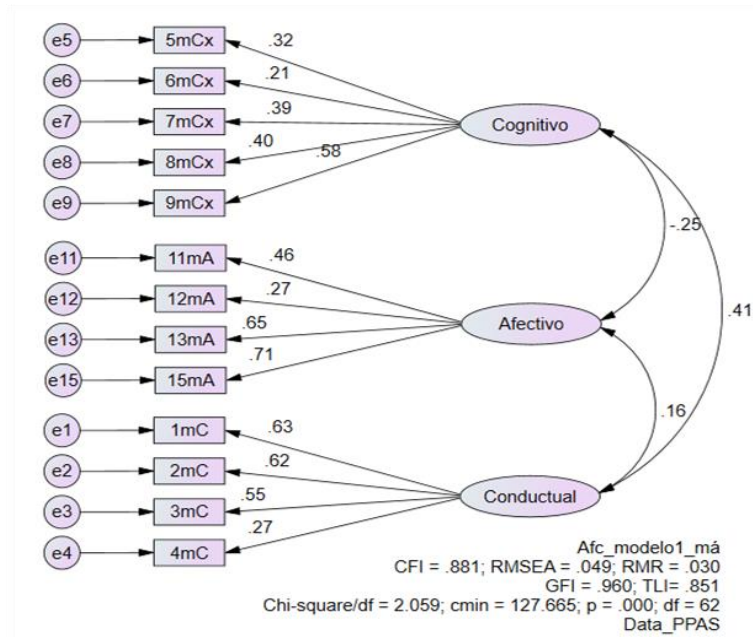 e5 5mCx .32
e6 6mCx .21
e7 7mCx .39
Cognitivo
e8 8mCx .40
e9 9mCx .58
-.25
e11 11mA .46
e12 12mA .27
.41
e13 13mA .65
Afectivo
e15 15mA .71
.16
e1 1mC .63
e2 2mC .62
e3 3mC .55
Conductual
e4 4mC .27
Afc_modelo1_má
CFI = .881; RMSEA = .049; RMR = .030
GFI = .960; TLI= .851
Chi-square/df = 2.059; cmin = 127.665; p = .000; df = 62
Data_PPAS